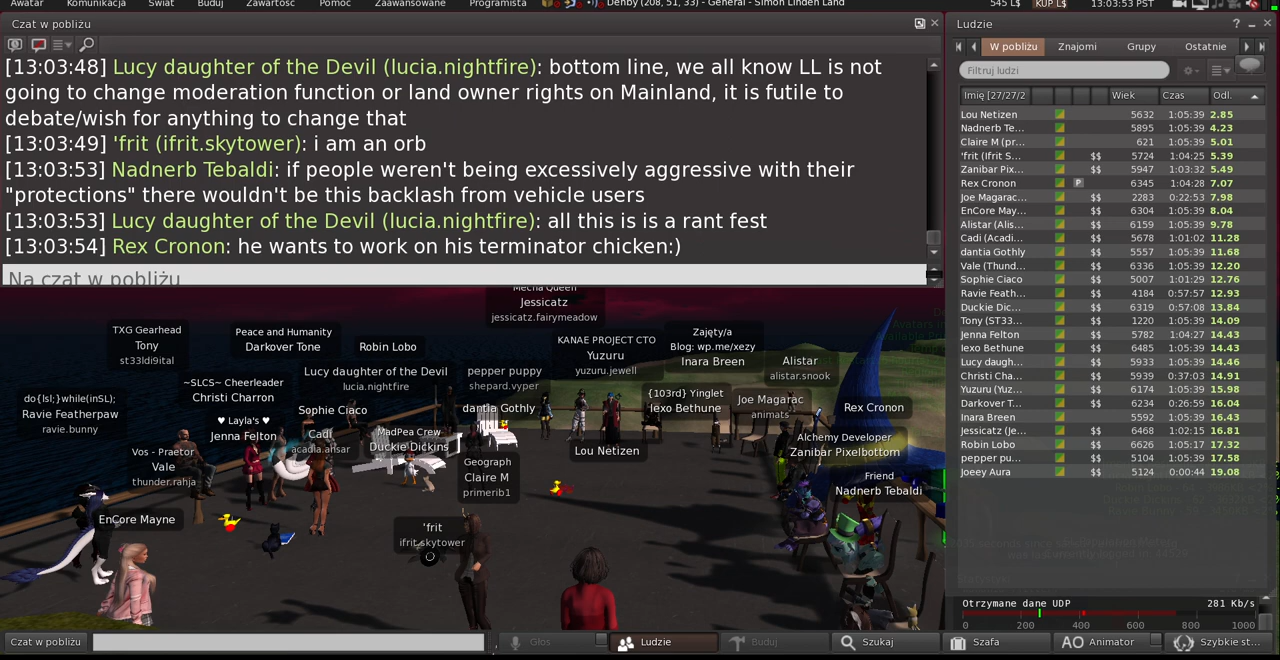 Awatar Komunikacja Świat Buduj Zawartość Pomoc Zaawansowane Programista Denby (208, 51, 33) - General - Simon Linden Land 545 L$ KUP L$ 13:03:53 PST
Czat w pobliżu
[13:03:48] Lucy daughter of the Devil (lucia.nightfire): bottom line, we all know LL is not
going to change moderation function or land owner rights on Mainland, it is futile to
debate/wish for anything to change that
[13:03:49] 'frit (ifrit.skytower): i am an orb
[13:03:53] Nadnerb Tebaldi: if people weren't being excessively aggressive with their
"protections" there wouldn't be this backlash from vehicle users
[13:03:53] Lucy daughter of the Devil (lucia.nightfire): all this is is a rant fest
[13:03:54] Rex Cronon: he wants to work on his terminator chicken:)
Na czat w pobliżu
Mecha Queen
Jessicatz
jessicatz.fairymeadow
TXG Gearhead
Tony
st33ldi9ital
Peace and Humanity
Darkover Tone
Robin Lobo
KANAE PROJECT CTO
Yuzuru
yuzuru.jewell
Zajęty/a
Blog: wp.me/xezy
Inara Breen
Alistar
alistar.snook
do{lsl;}while(inSL);
Ravie Featherpaw
ravie.bunny
~SLCS~ Cheerleader
Christi Charron
Lucy daughter of the Devil
lucia.nightfire
pepper puppy
shepard.vyper
{103rd} Yinglet
Iexo Bethune
Joe Magarac
animats
Rex Cronon
♥ Layla's ♥
Jenna Felton
Sophie Ciaco
Cadi
acadia.ansar
MadPea Crew
Duckie Dickins
dantia Gothly
Lou Netizen
Alchemy Developer
Zanibar Pixelbottom
Vos - Praetor
Vale
thunder.rahja
Geograph
Claire M
primerib1
Friend
Nadnerb Tebaldi
EnCore Mayne
'frit
ifrit.skytower
Ludzie
W pobliżu Znajomi Grupy Ostatnie
Filtruj ludzi
Imię [27/27/2 Wiek Czas Odl.
Lou Netizen 5632 1:05:39 2.85
Nadnerb Te... 5895 1:05:39 4.23
Claire M (pr... 621 1:05:39 5.01
'frit (Ifrit S... $$ 5724 1:04:25 5.39
Zanibar Pix... $$ 5947 1:03:32 5.49
Rex Cronon P 6345 1:04:28 7.07
Joe Magarac... $$ 2283 0:22:53 7.98
EnCore May... $$ 6304 1:05:39 8.04
Alistar (Alis... $$ 6159 1:05:39 9.78
Cadi (Acadi... $$ 5678 1:01:02 11.28
dantia Gothly $$ 5557 1:05:39 11.68
Vale (Thund... $$ 6336 1:05:39 12.20
Sophie Ciaco $$ 5007 1:01:29 12.76
Ravie Feath... $$ 4184 0:57:57 12.93
Duckie Dic... $$ 6319 0:57:08 13.84
Tony (ST33... $$ 1220 1:05:39 14.09
Jenna Felton $$ 5782 1:04:27 14.43
Iexo Bethune $$ 6485 1:05:39 14.43
Lucy daugh... $$ 5933 1:05:39 14.46
Christi Cha... $$ 5939 0:37:03 14.91
Yuzuru (Yuz... $$ 6174 1:05:39 15.98
Darkover T... $$ 6234 0:26:59 16.04
Inara Breen 5592 1:05:39 16.43
Jessicatz (Je... $$ 6468 1:02:15 16.81
Robin Lobo $$ 6626 1:05:17 17.32
pepper pu... $$ 5104 1:05:39 17.58
Joeey Aura $$ 5124 0:00:44 19.08
Otrzymane dane UDP 281 Kb/s
0 200 400 600 800 1000
Czat w pobliżu Głos Ludzie Buduj Szukaj Szafa AO Animator Szybkie st...